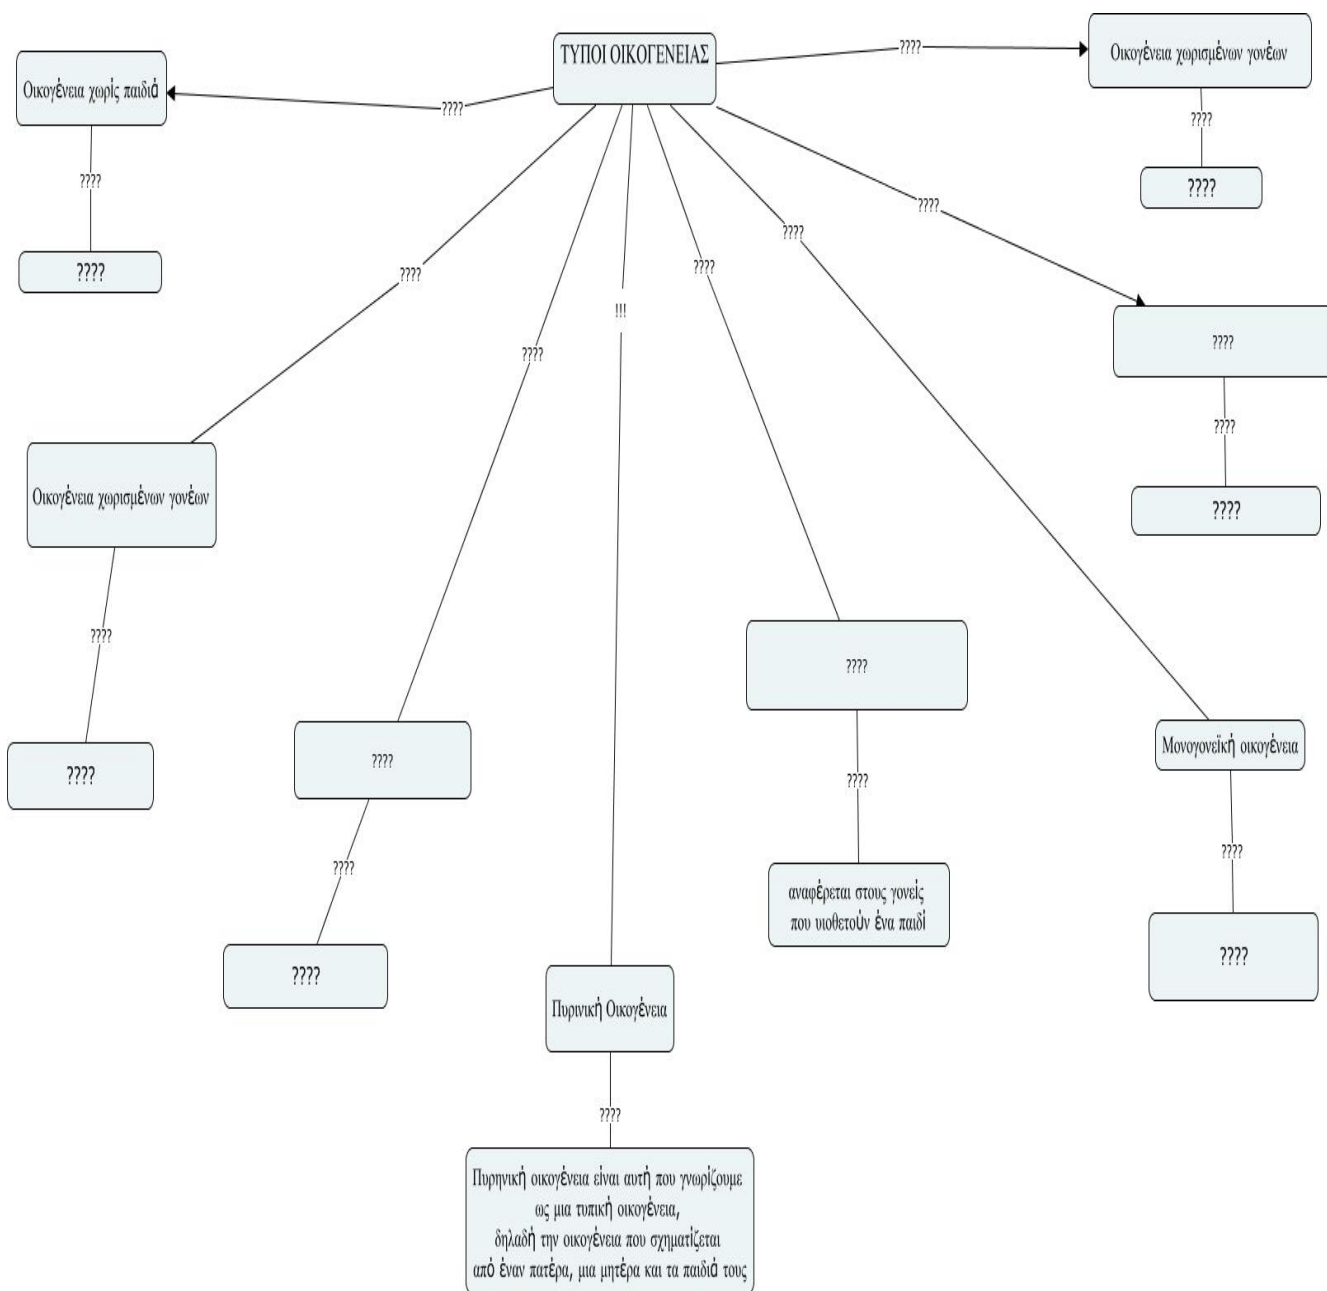 ΤΥΠΟΙ ΟΙΚΟΓΕΝΕΙΑΣ
????
Οικογένεια χωρίς παιδιά
????
????
????
Οικογένεια χωρισμένων γονέων
????
????
????
????
????
????
????
????
????
!!!
Πυρινική Οικογένεια
????
Πυρηνική οικογένεια είναι αυτή που γνωρίζουμε
ως μια τυπική οικογένεια,
δηλαδή την οικογένεια που σχηματίζεται
από έναν πατέρα, μια μητέρα και τα παιδιά τους
????
????
????
αναφέρεται στους γονείς
που υιοθετούν ένα παιδί
????
Μονογονεϊκή οικογένεια
????
????
????
????
????
????
????
Οικογένεια χωρισμένων γονέων
????
????